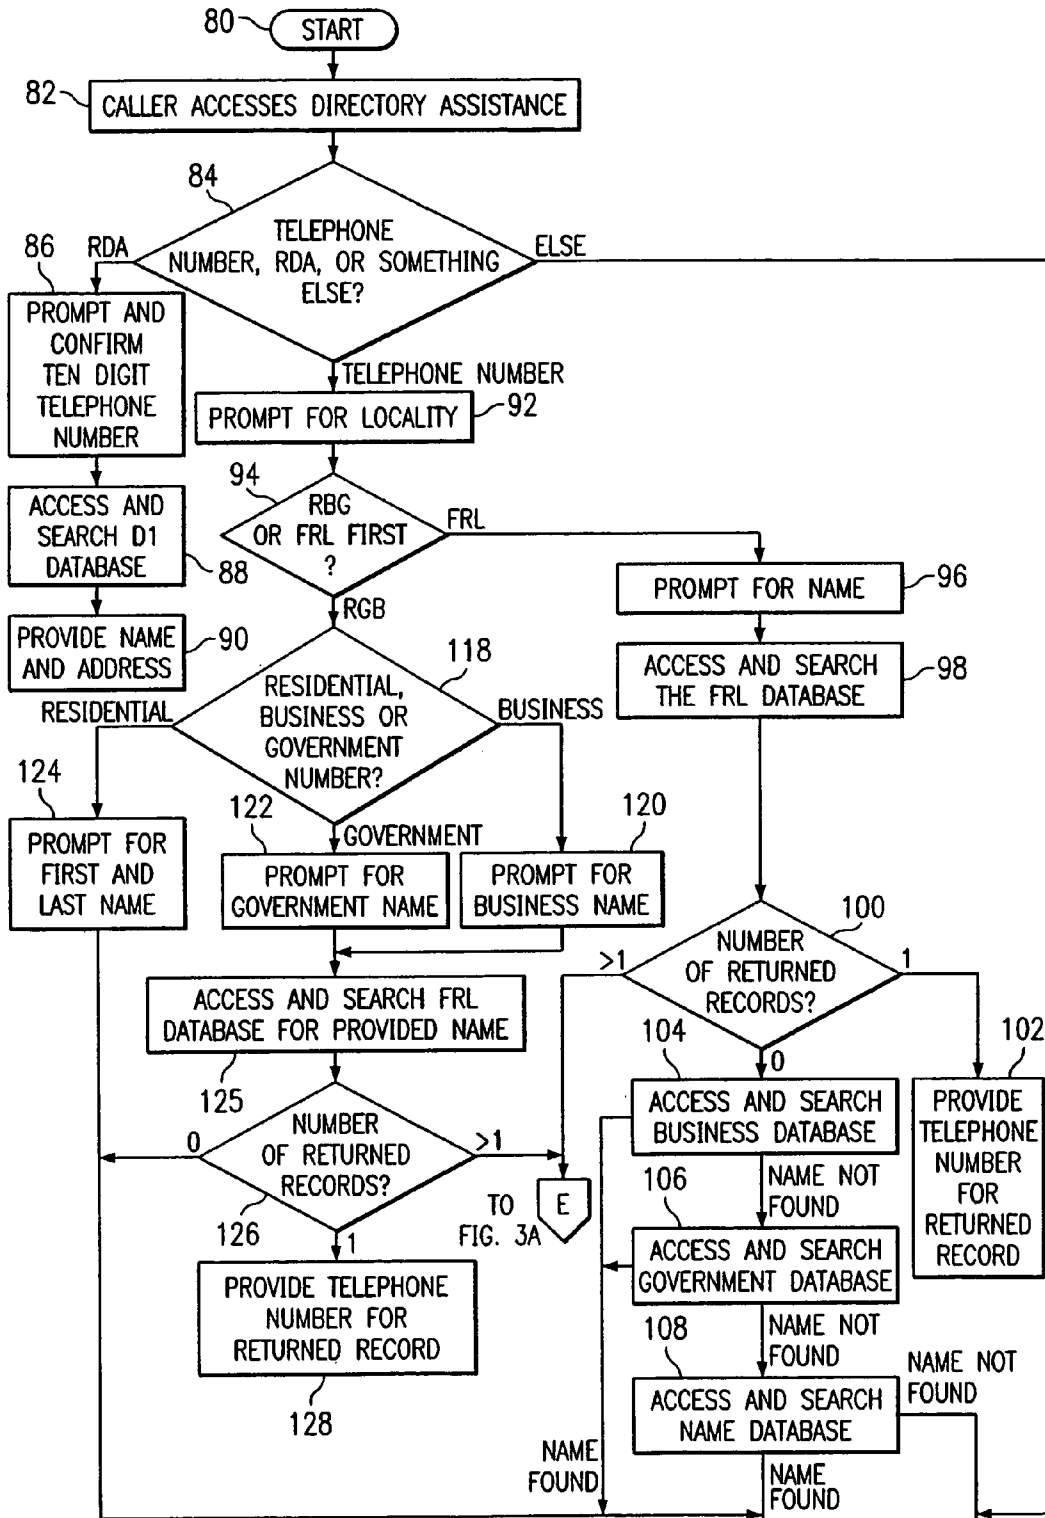 80
START
82
CALLER ACCESSES DIRECTORY ASSISTANCE
84
TELEPHONE
NUMBER, RDA, OR SOMETHING
ELSE?
RDA
ELSE
86
PROMPT AND
CONFIRM
TEN DIGIT
TELEPHONE
NUMBER
TELEPHONE NUMBER
PROMPT FOR LOCALITY
92
94
RBG
OR FRL FIRST
?
FRL
ACCESS AND
SEARCH D1
DATABASE
88
PROMPT FOR NAME
96
RGB
PROVIDE NAME
AND ADDRESS
90
118
ACCESS AND SEARCH
THE FRL DATABASE
98
RESIDENTIAL,
BUSINESS OR
GOVERNMENT
NUMBER?
RESIDENTIAL
BUSINESS
124
122
GOVERNMENT
120
PROMPT FOR
FIRST AND
LAST NAME
PROMPT FOR
GOVERNMENT NAME
PROMPT FOR
BUSINESS NAME
100
NUMBER
OF RETURNED
RECORDS?
>1
1
0
ACCESS AND SEARCH FRL
DATABASE FOR PROVIDED NAME
125
104
102
ACCESS AND SEARCH
BUSINESS DATABASE
PROVIDE
TELEPHONE
NUMBER
FOR
RETURNED
RECORD
NUMBER
OF RETURNED
RECORDS?
0
>1
126
1
TO
FIG. 3A
E
NAME NOT
FOUND
106
ACCESS AND SEARCH
GOVERNMENT DATABASE
PROVIDE TELEPHONE
NUMBER FOR
RETURNED RECORD
128
NAME NOT
FOUND
108
NAME NOT
FOUND
ACCESS AND SEARCH
NAME DATABASE
NAME
FOUND
NAME
FOUND